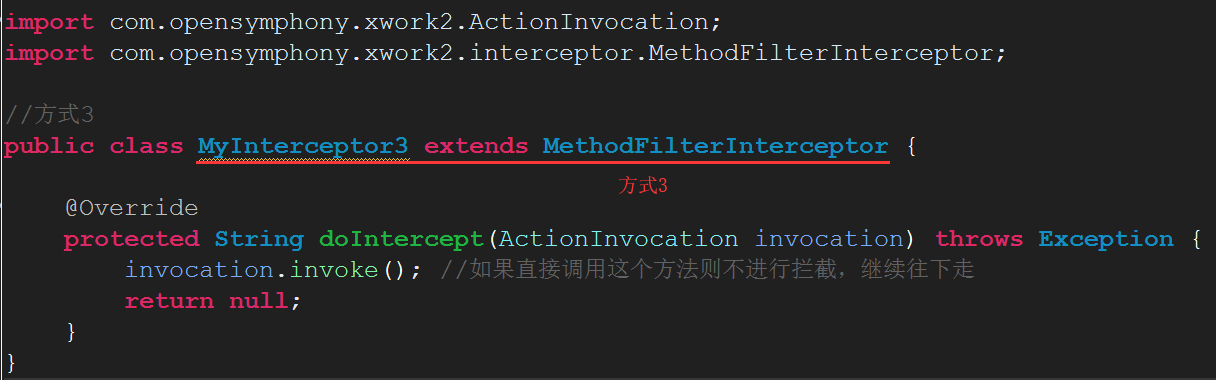 import com.opensymphony.xwork2.ActionInvocation;
import com.opensymphony.xwork2.interceptor.MethodFilterInterceptor;
//方式3
public class MyInterceptor3 extends MethodFilterInterceptor {
方式3
@Override
protected String doIntercept(ActionInvocation invocation) throws Exception {
invocation.invoke(); //如果直接调用这个方法则不进行拦截，继续往下走
return null;
}
}